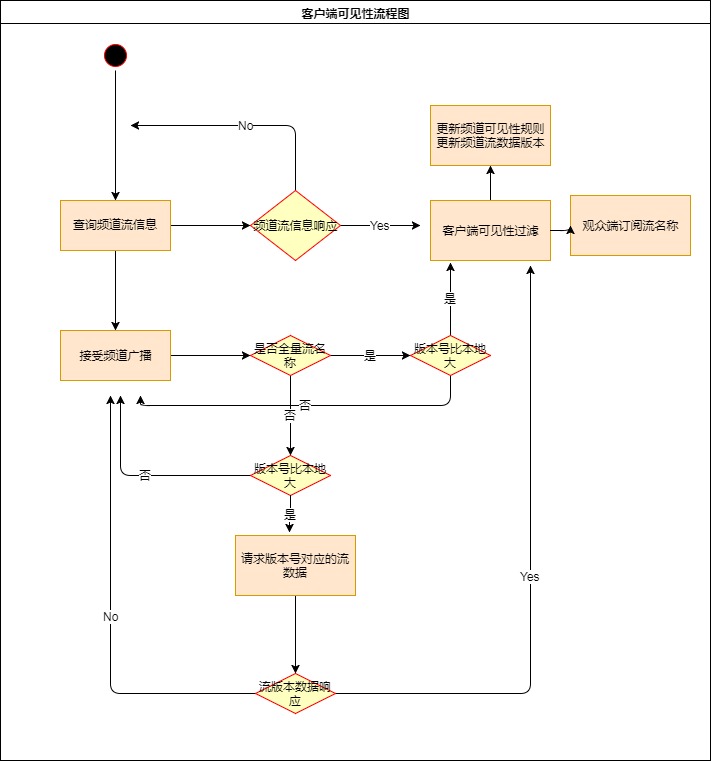 客户端可见性流程图
No
更新频道可见性规则
更新频道流数据版本
查询频道流信息
频道流信息响应
Yes
客户端可见性过滤
观众端订阅流名称
是
接受频道广播
是否全量流名
称
是
版本号比本地
大
否
否
版本号比本地
大
否
是
请求版本号对应的流
数据
Yes
No
流版本数据响
应